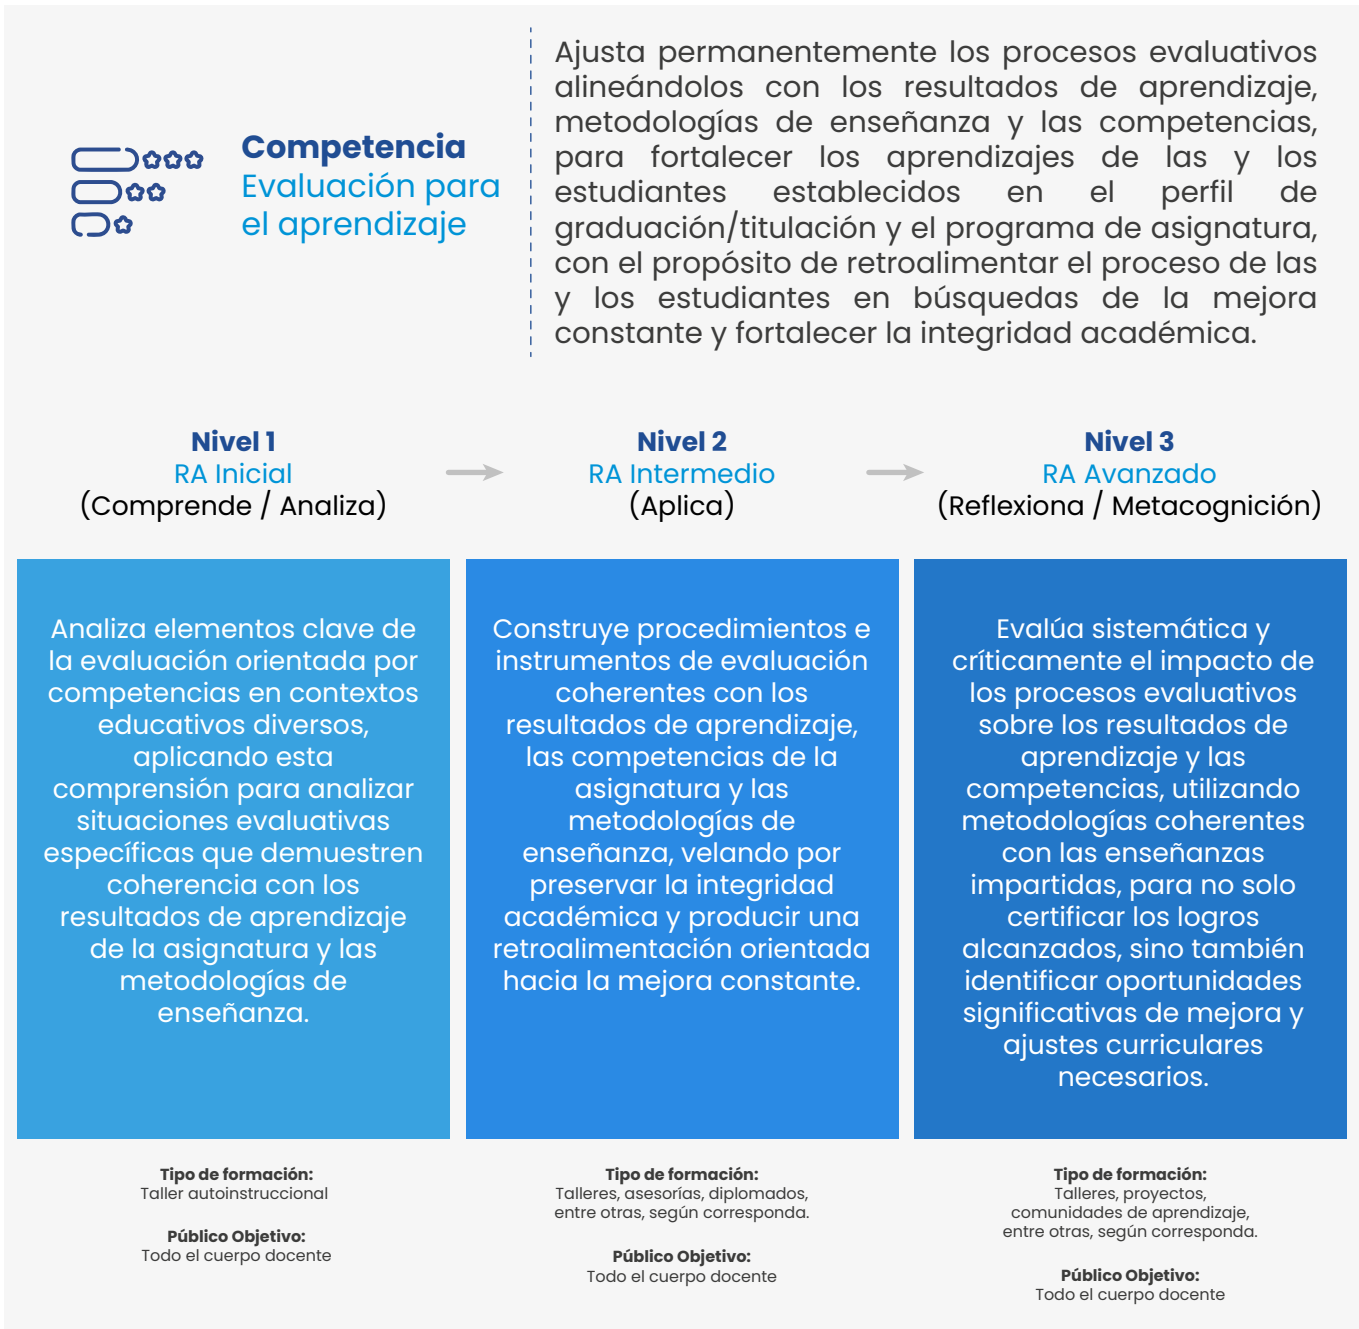 Competencia
Evaluación para
el aprendizaje
Ajusta permanentemente los procesos evaluativos
alineándolos con los resultados de aprendizaje,
metodologías de enseñanza y las competencias,
para fortalecer los aprendizajes de las y los
estudiantes establecidos en el perfil de
graduación/titulación y el programa de asignatura,
con el propósito de retroalimentar el proceso de las
y los estudiantes en búsquedas de la mejora
constante y fortalecer la integridad académica.
Nivel 1
RA Inicial
(Comprende / Analiza)
Nivel 2
RA Intermedio
(Aplica)
Nivel 3
RA Avanzado
(Reflexiona / Metacognición)
Analiza elementos clave de
la evaluación orientada por
competencias en contextos
educativos diversos,
aplicando esta
comprensión para analizar
situaciones evaluativas
específicas que demuestren
coherencia con los
resultados de aprendizaje
de la asignatura y las
metodologías de
enseñanza.
Construye procedimientos e
instrumentos de evaluación
coherentes con los
resultados de aprendizaje,
las competencias de la
asignatura y las
metodologías de
enseñanza, velando por
preservar la integridad
académica y producir una
retroalimentación orientada
hacia la mejora constante.
Evalúa sistemática y
críticamente el impacto de
los procesos evaluativos
sobre los resultados de
aprendizaje y las
competencias, utilizando
metodologías coherentes
con las enseñanzas
impartidas, para no solo
certificar los logros
alcanzados, sino también
identificar oportunidades
significativas de mejora y
ajustes curriculares
necesarios.
Tipo de formación:
Taller autoinstruccional
Público Objetivo:
Todo el cuerpo docente
Tipo de formación:
Talleres, asesorías, diplomados,
entre otras, según corresponda.
Público Objetivo:
Todo el cuerpo docente
Tipo de formación:
Talleres, proyectos,
comunidades de aprendizaje,
entre otras, según corresponda.
Público Objetivo:
Todo el cuerpo docente